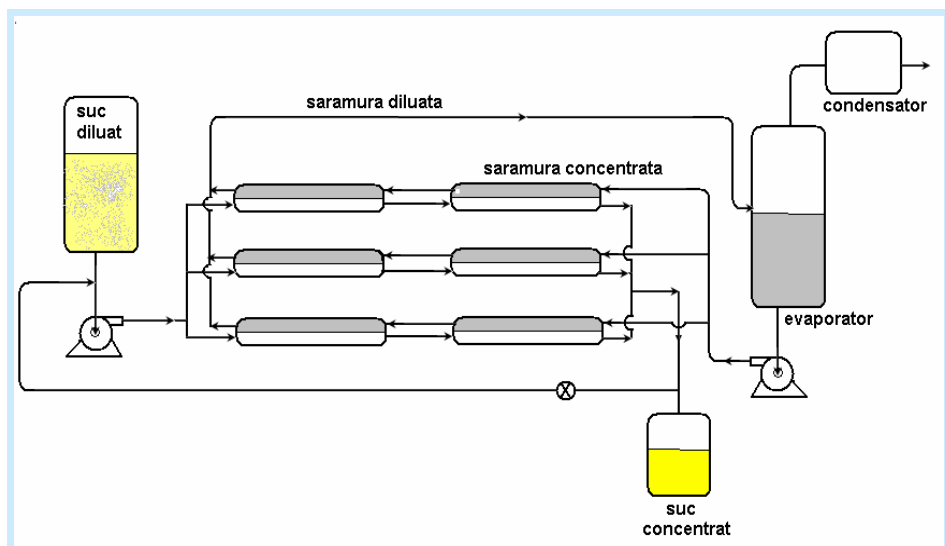 condensator
saramura diluata
suc
diluat
saramura concentrata
evaporator
suc
concentrat